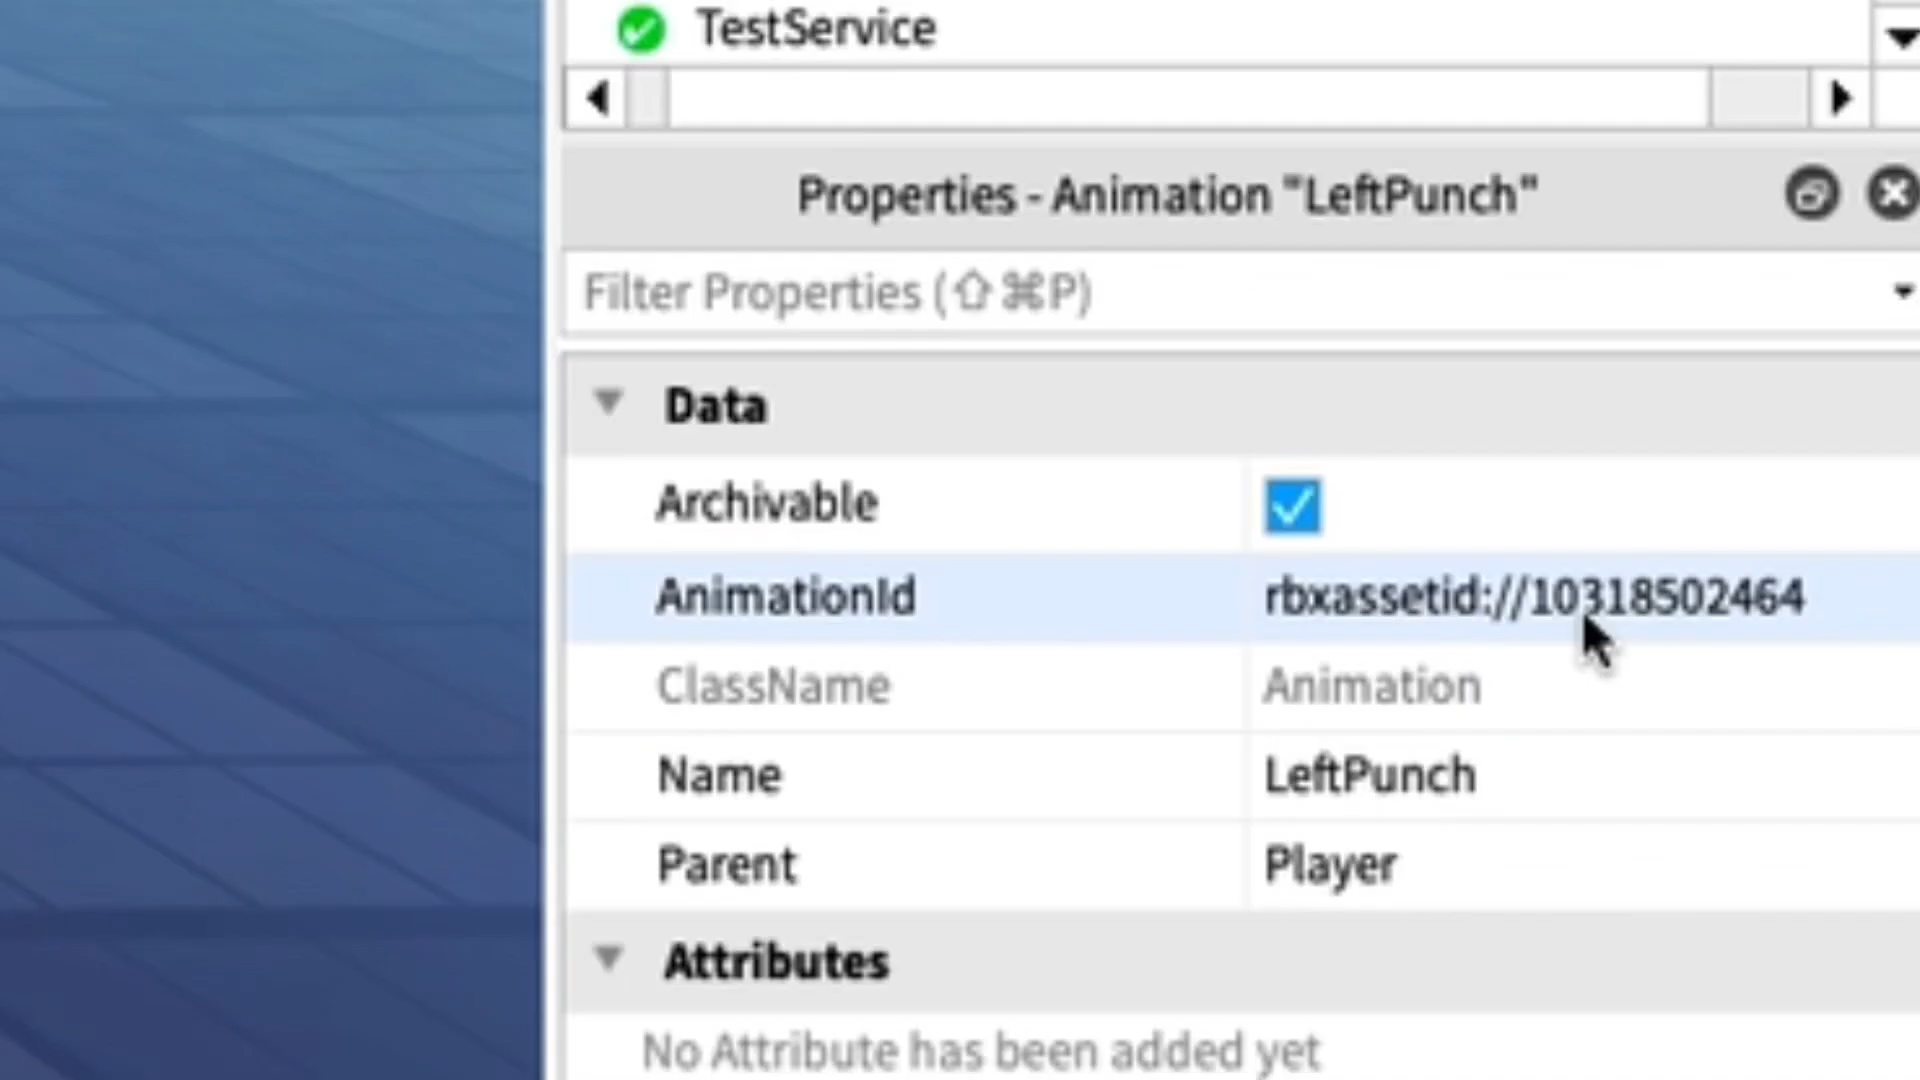 TestService
Properties - Animation "LeftPunch"
Filter Properties (⇧⌘P)
Data
Archivable
AnimationId rbxassetid://10318502464
ClassName Animation
Name LeftPunch
Parent Player
Attributes
No Attribute has been added yet